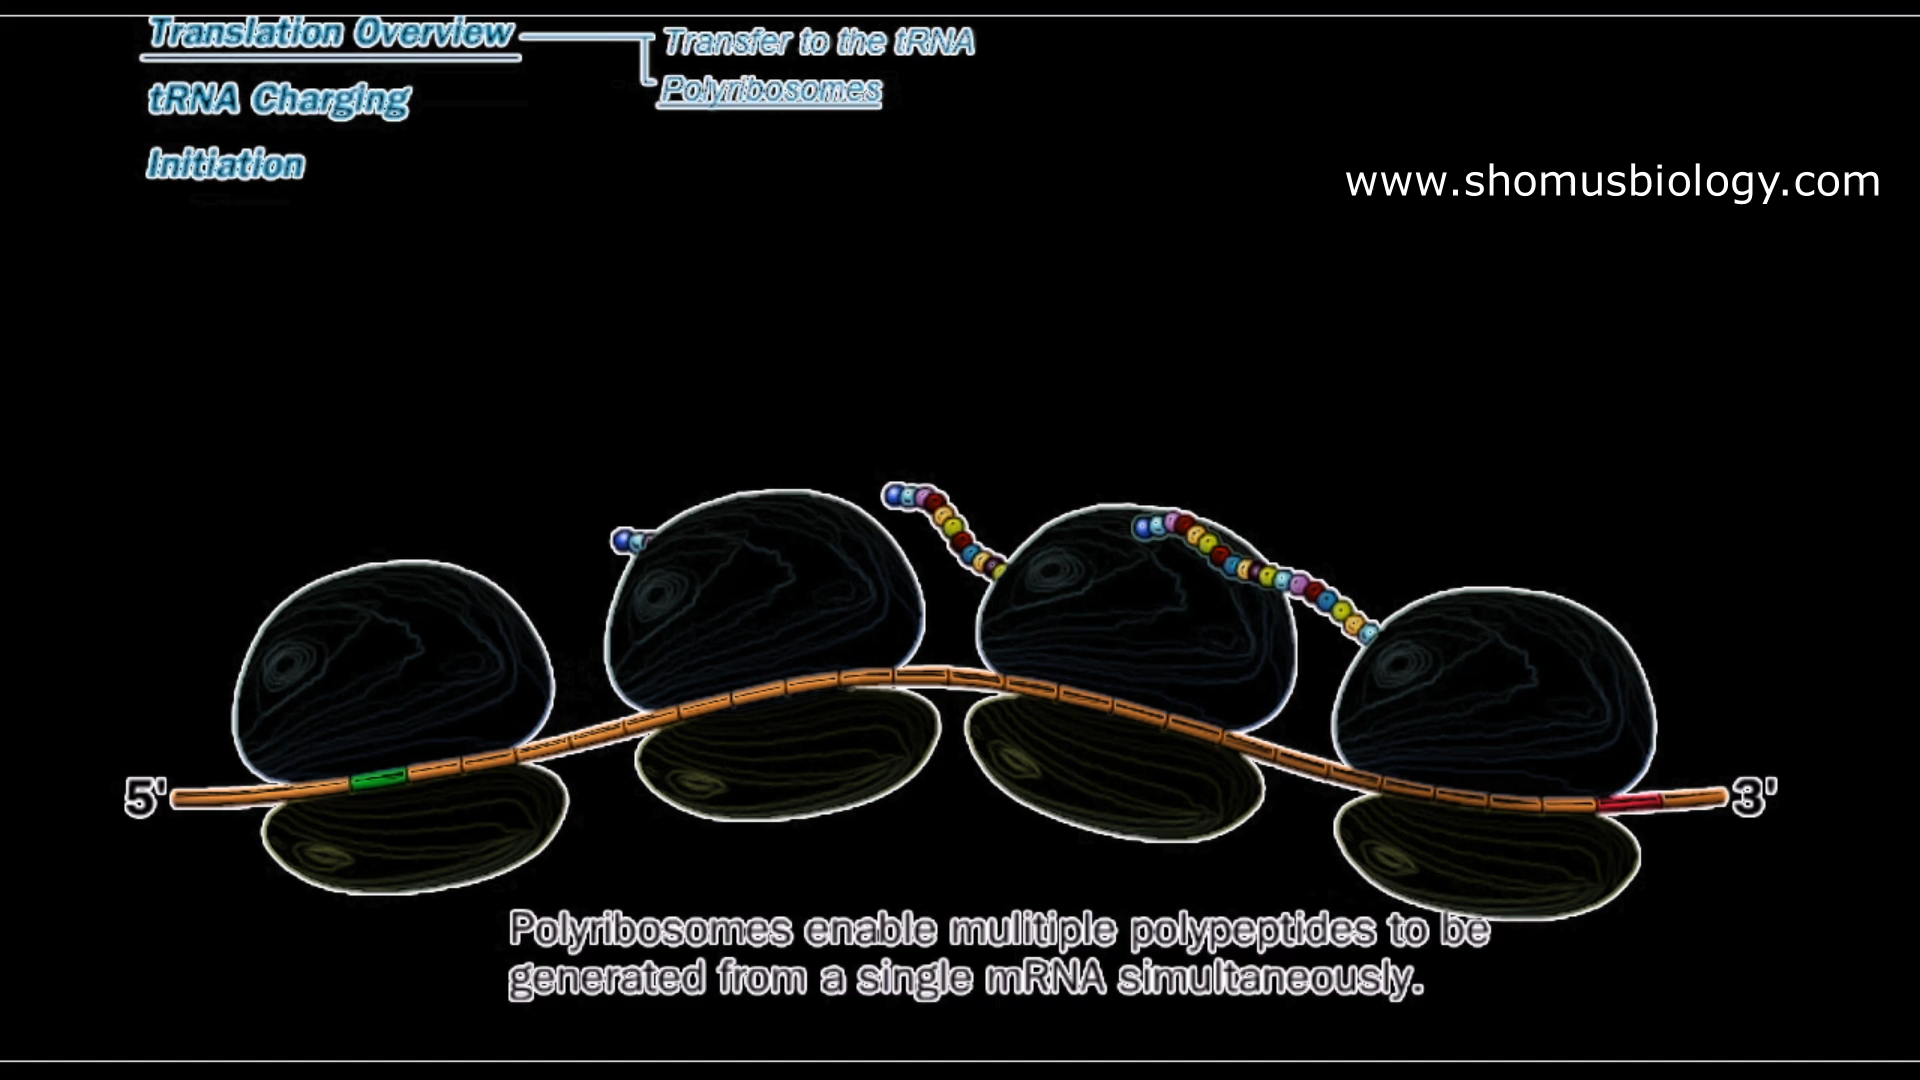 Translation Overview
Transfer to the tRNA
Polyribosomes
tRNA Charging
Initiation
www.shomusbiology.com
5'
3'
Polyribosomes enable mulitiple polypeptides to be
generated from a single mRNA simultaneously.